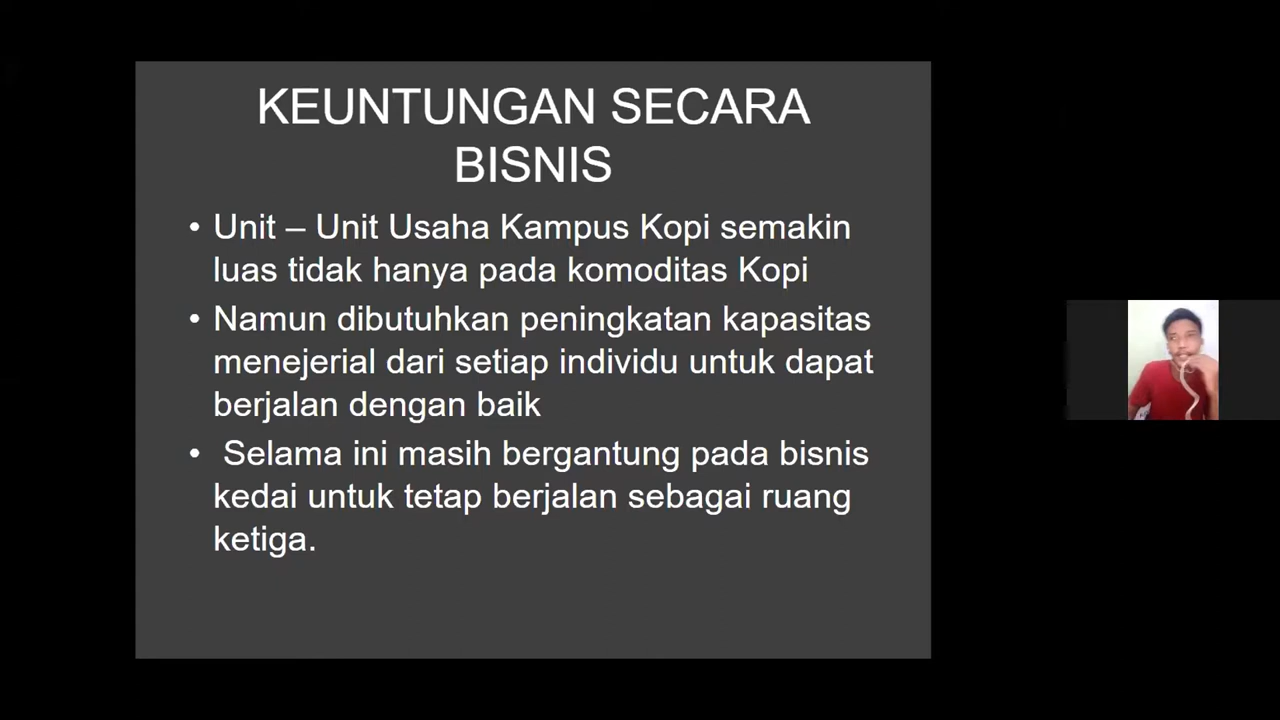 KEUNTUNGAN SECARA
BISNIS
• Unit – Unit Usaha Kampus Kopi semakin
luas tidak hanya pada komoditas Kopi
• Namun dibutuhkan peningkatan kapasitas
menejerial dari setiap individu untuk dapat
berjalan dengan baik
• Selama ini masih bergantung pada bisnis
kedai untuk tetap berjalan sebagai ruang
ketiga.